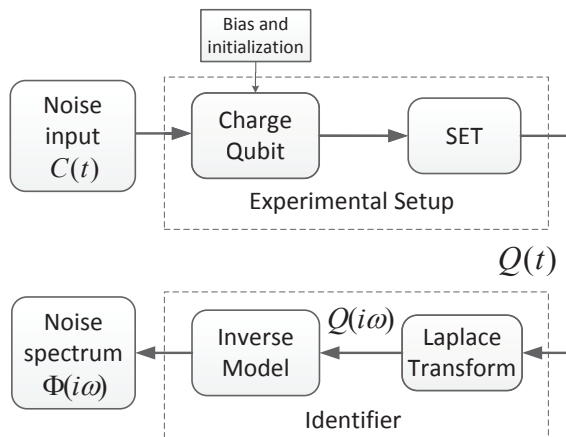 Bias and
initialization
Noise
input
C(t)
Charge
Qubit
SET
Experimental Setup
Q(t)
Noise
spectrum
Φ(iω)
Inverse
Model
Q(iω)
Laplace
Transform
Identifier